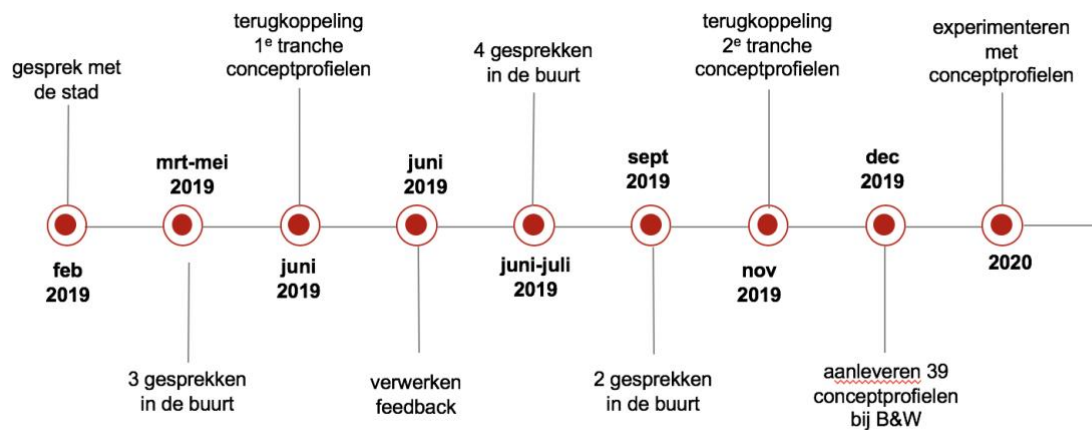 gesprek met
de stad
feb
2019
mrt-mei
2019
3 gesprekken
in de buurt
terugkoppeling
1e tranche
conceptprofielen
juni
2019
juni
2019
verwerken
feedback
4 gesprekken
in de buurt
juni-juli
2019
sept
2019
2 gesprekken
in de buurt
terugkoppeling
2e tranche
conceptprofielen
nov
2019
dec
2019
aanleveren 39
conceptprofielen
bij B&W
experimenteren
met
conceptprofielen
2020